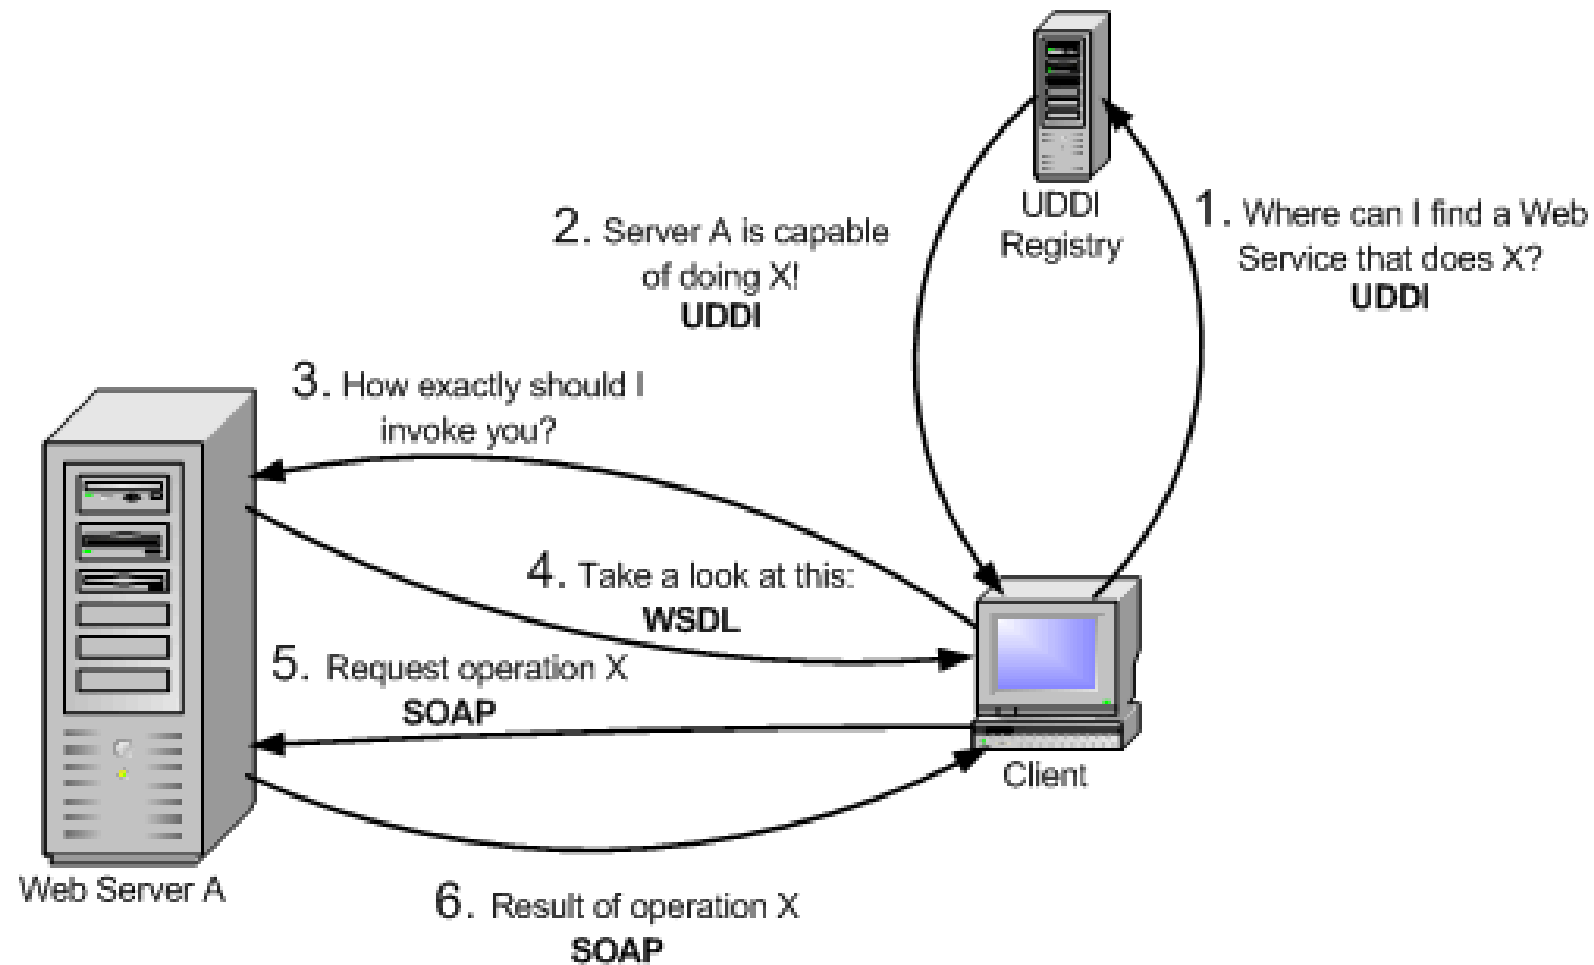 UDDI
Registry
1. Where can I find a Web
Service that does X?
UDDI
2. Server A is capable
of doing X!
UDDI
3. How exactly should I
invoke you?
4. Take a look at this:
WSDL
5. Request operation X
SOAP
Client
Web Server A
6. Result of operation X
SOAP